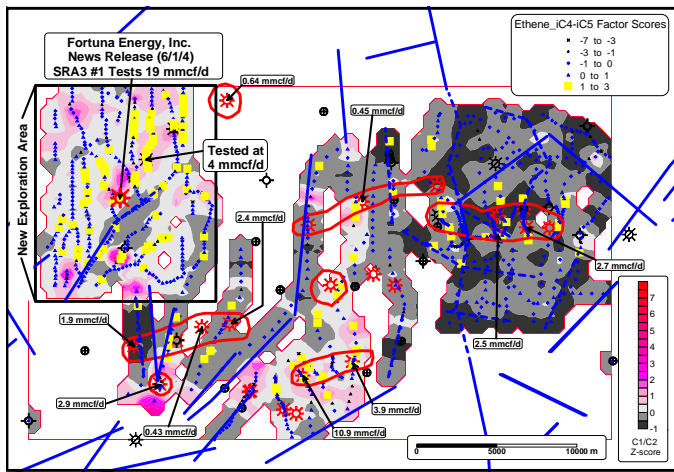 Fortuna Energy, Inc.
News Release (6/1/4)
SRA3 #1 Tests 19 mmcf/d
Ethene_iC4-iC5 Factor Scores
-7 to -3
-3 to -1
-1 to 0
0 to 1
1 to 3
0.64 mmcf/d
0.45 mmcf/d
Tested at
4 mmcf/d
New Exploration Area
2.4 mmcf/d
2.7 mmcf/d
1.9 mmcf/d
2.5 mmcf/d
2.9 mmcf/d
0.43 mmcf/d
10.9 mmcf/d
3.9 mmcf/d
7
6
5
4
3
2
1
0
-1
C1/C2
Z-score
0 5000 10000 m